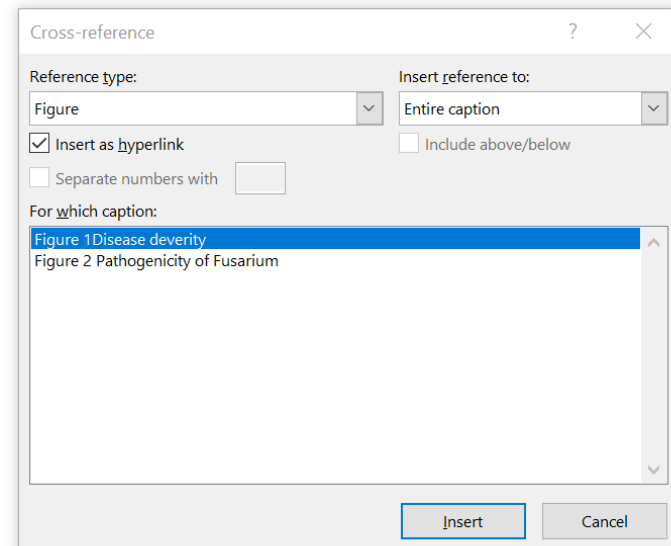 Cross-reference ?
Reference type: Insert reference to:
Figure Entire caption
Insert as hyperlink Include above/below
Separate numbers with
For which caption:
Figure 1Disease deverity
Figure 2 Pathogenicity of Fusarium
Insert Cancel